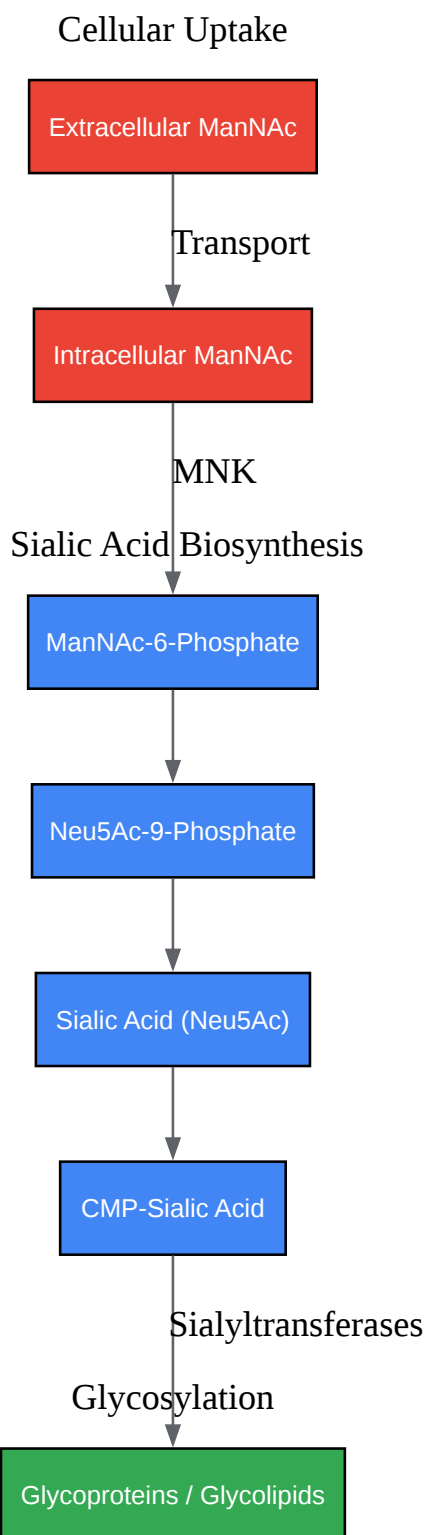 Cellular Uptake
Extracellular ManNAc
Transport
Intracellular ManNAc
MNK
Sialic Acid Biosynthesis
ManNAc-6-Phosphate
Neu5Ac-9-Phosphate
Sialic Acid (Neu5Ac)
CMP-Sialic Acid
Sialyltransferases
Glycosylation
Glycoproteins / Glycolipids